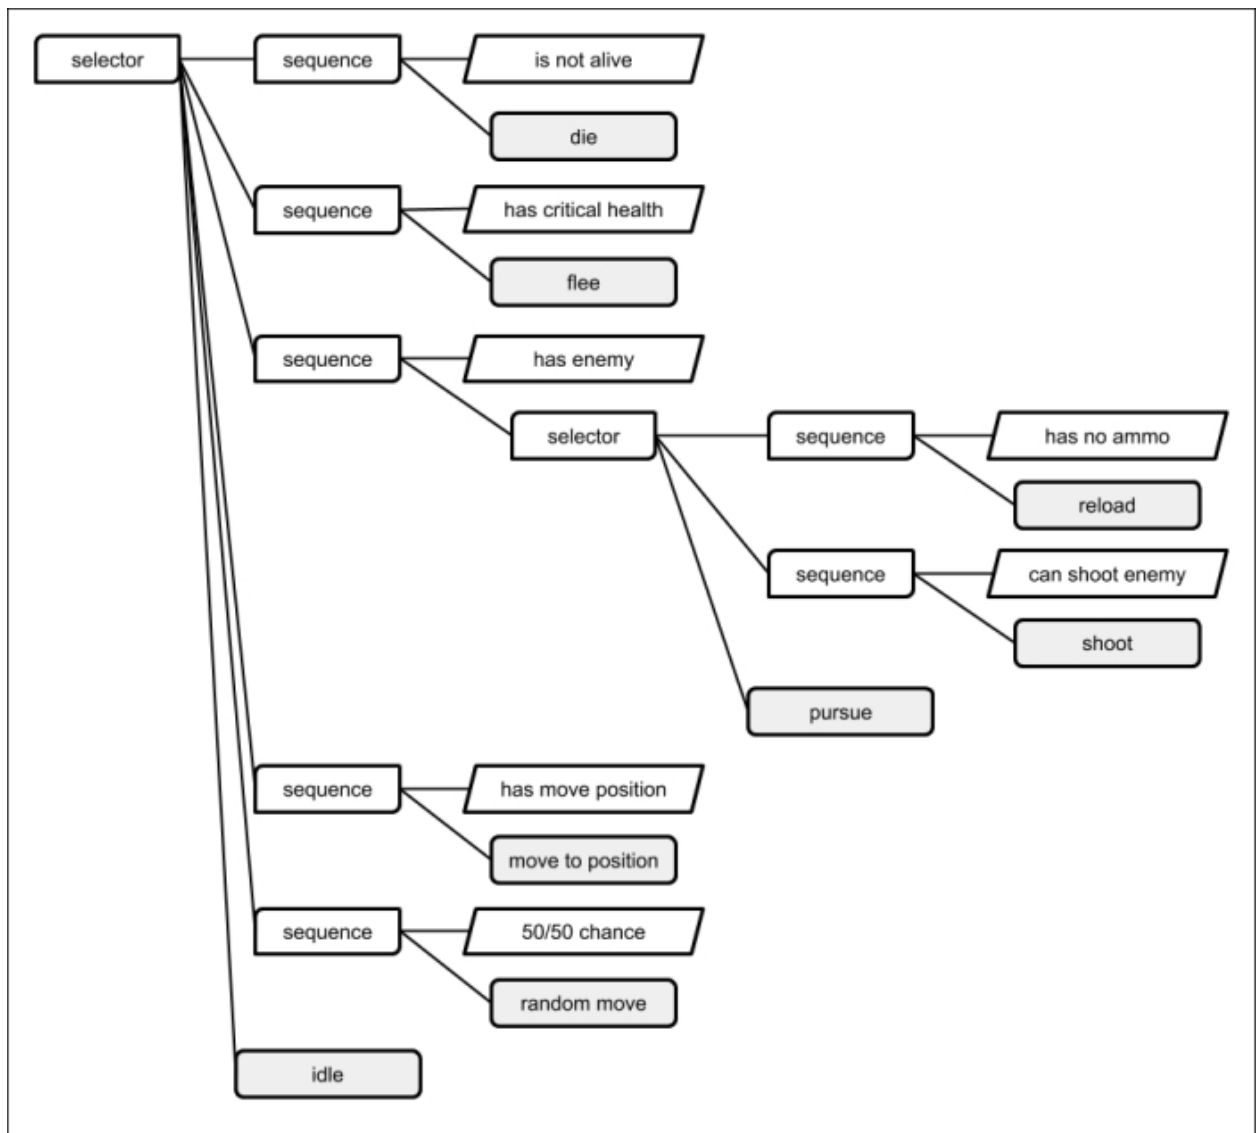 selector
sequence
is not alive
die
sequence
has critical health
flee
sequence
has enemy
selector
sequence
has no ammo
reload
sequence
can shoot enemy
shoot
pursue
sequence
has move position
move to position
sequence
50/50 chance
random move
idle